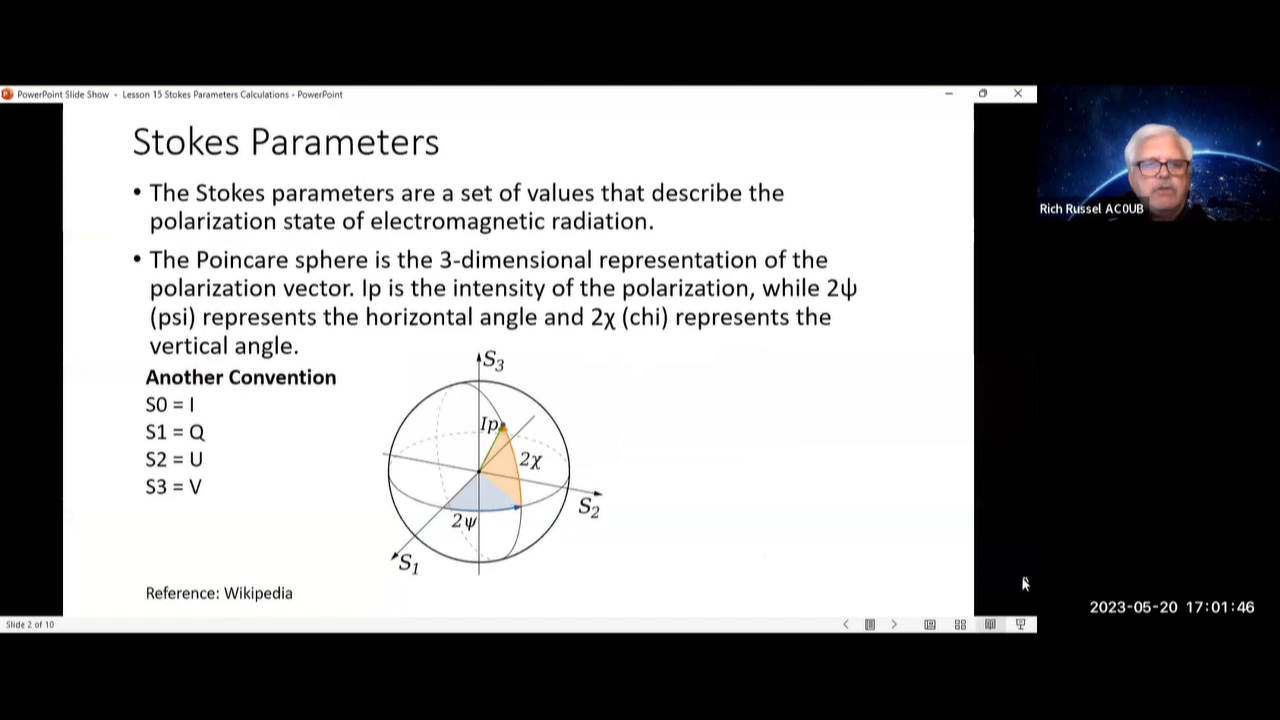 PowerPoint Slide Show - Lesson 15 Stokes Parameters Calculations - PowerPoint
Stokes Parameters
• The Stokes parameters are a set of values that describe the
polarization state of electromagnetic radiation.
• The Poincare sphere is the 3-dimensional representation of the
polarization vector. Ip is the intensity of the polarization, while 2ψ
(psi) represents the horizontal angle and 2χ (chi) represents the
vertical angle.
Another Convention
S0 = I
S1 = Q
S2 = U
S3 = V
S3
Ip
2χ
S2
2ψ
S1
Reference: Wikipedia
Slide 2 of 10
Rich Russel AC0UB
2023-05-20 17:01:46